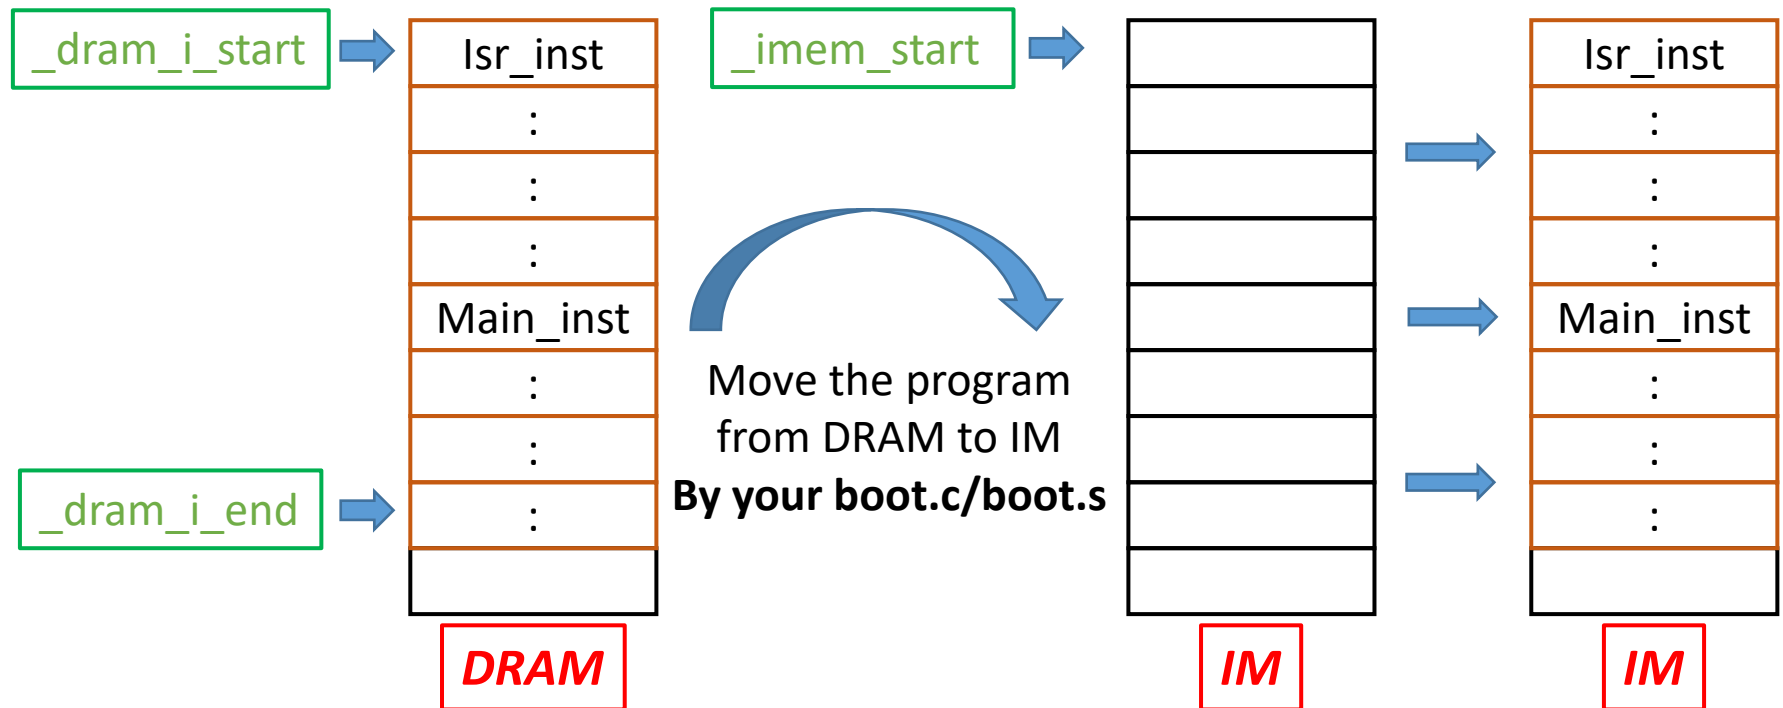 _dram_i_start
Isr_inst
:
:
:
Main_inst
:
:
:
_dram_i_end
DRAM
_imem_start
Move the program
from DRAM to IM
By your boot.c/boot.s
IM
Isr_inst
:
:
:
Main_inst
:
:
:
IM